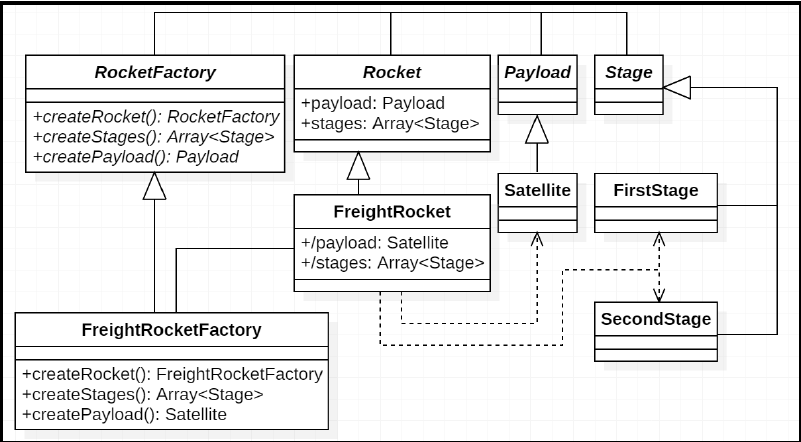 RocketFactory
+createRocket(): RocketFactory
+createStages(): Array<Stage>
+createPayload(): Payload
Rocket
+payload: Payload
+stages: Array<Stage>
Payload
Stage
FreightRocket
+/payload: Satellite
+/stages: Array<Stage>
Satellite
FirstStage
SecondStage
FreightRocketFactory
+createRocket(): FreightRocketFactory
+createStages(): Array<Stage>
+createPayload(): Satellite